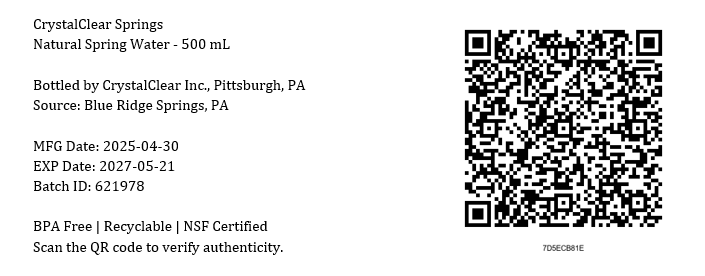 CrystalClear Springs
Natural Spring Water - 500 mL
Bottled by CrystalClear Inc., Pittsburgh, PA
Source: Blue Ridge Springs, PA
MFG Date: 2025-04-30
EXP Date: 2027-05-21
Batch ID: 621978
BPA Free | Recyclable | NSF Certified
Scan the QR code to verify authenticity.
7D5ECB81E